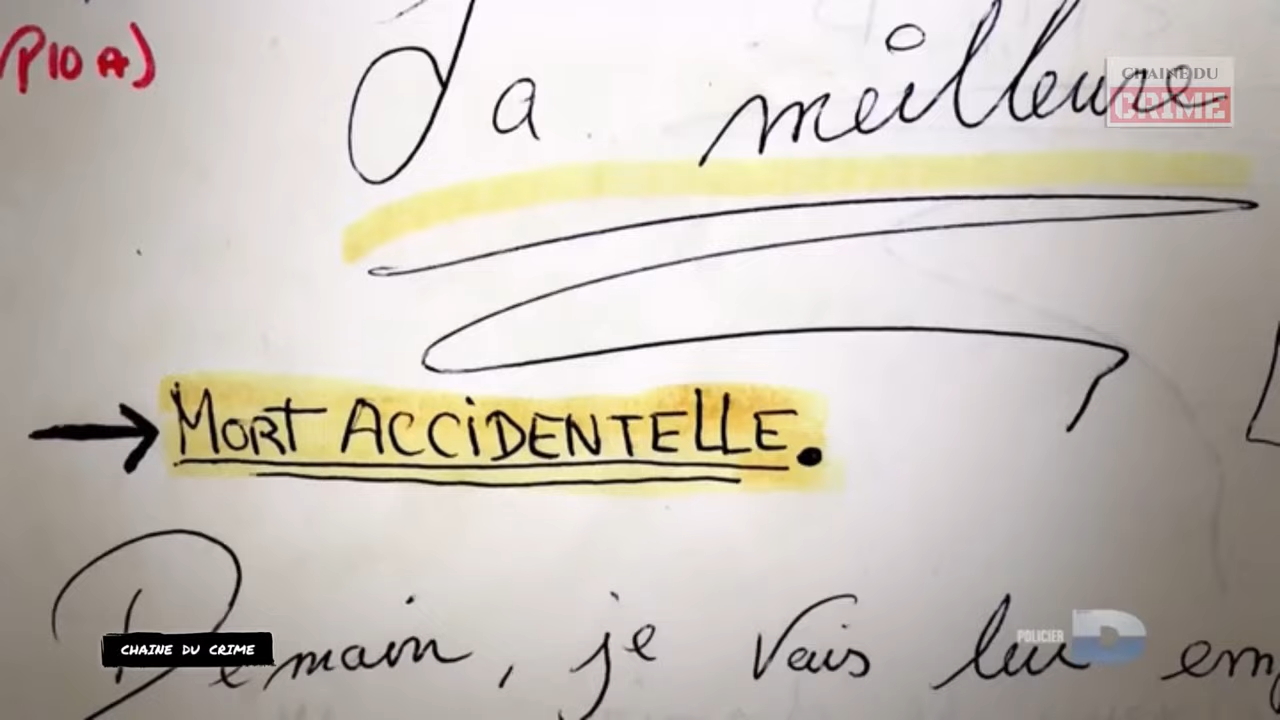 (P10 A)
La meilleure
CHAINE DU
CRIME
→ MORT ACCiDENTELLE.
Demain, je vais lui
CHAINE DU CRIME
POLICIER
D